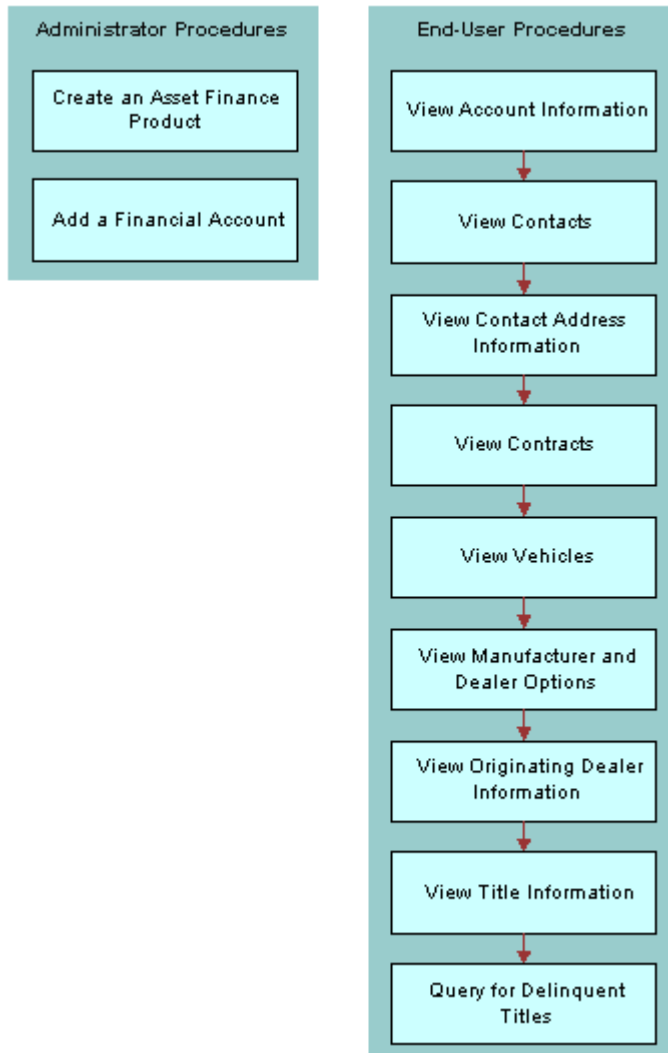 Administrator Procedures
Create an Asset Finance
Product
Add a Financial Account
End-User Procedures
View Account Information
View Contacts
View Contact Address
Information
View Contracts
View Vehicles
View Manufacturer and
Dealer Options
View Originating Dealer
Information
View Title Information
Query for Delinquent
Titles